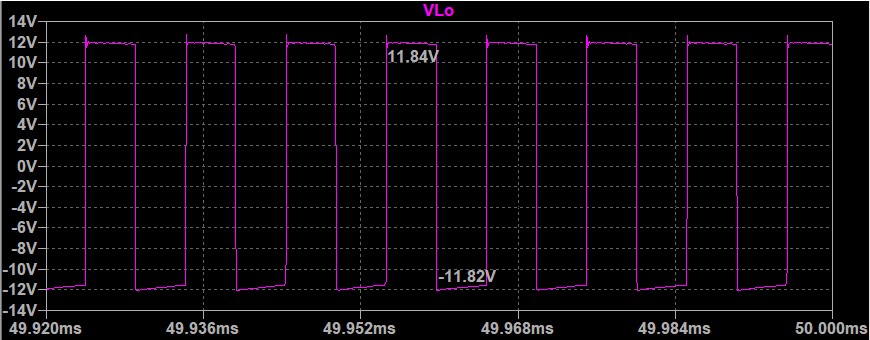 VLo
14V
12V
11.84V
10V
8V
6V
4V
2V
0V
-2V
-4V
-6V
-8V
-10V
-11.82V
-12V
-14V
49.920ms 49.936ms 49.952ms 49.968ms 49.984ms 50.000ms